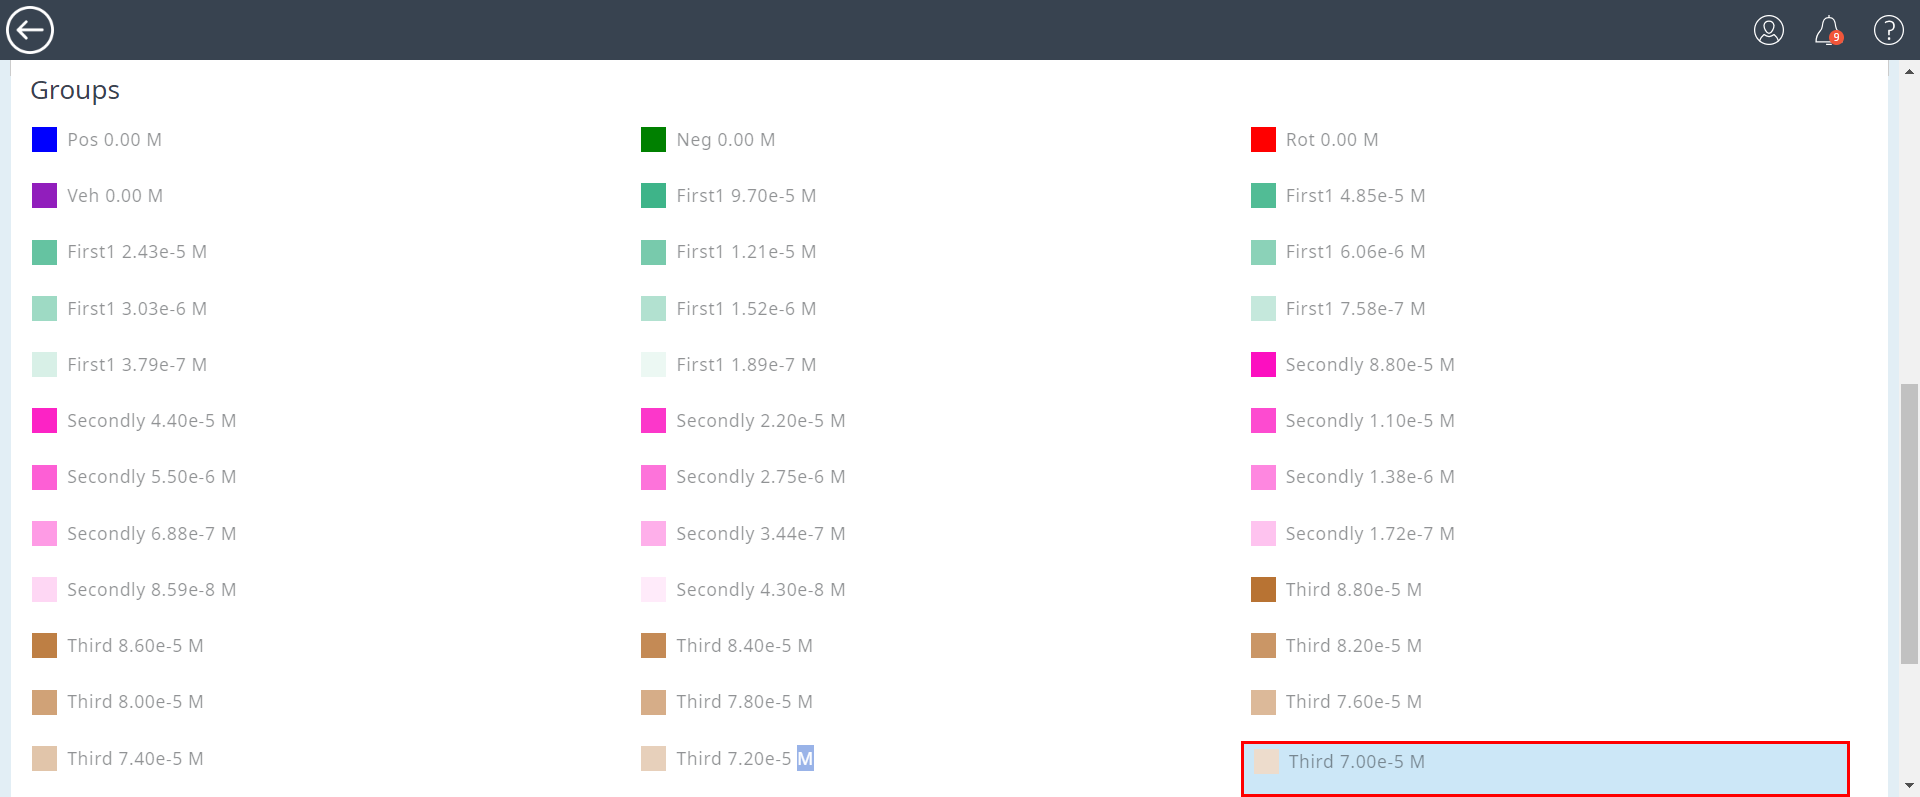 9
?
Groups
Pos 0.00 M
Neg 0.00 M
Rot 0.00 M
Veh 0.00 M
First1 9.70e-5 M
First1 4.85e-5 M
First1 2.43e-5 M
First1 1.21e-5 M
First1 6.06e-6 M
First1 3.03e-6 M
First1 1.52e-6 M
First1 7.58e-7 M
First1 3.79e-7 M
First1 1.89e-7 M
Secondly 8.80e-5 M
Secondly 4.40e-5 M
Secondly 2.20e-5 M
Secondly 1.10e-5 M
Secondly 5.50e-6 M
Secondly 2.75e-6 M
Secondly 1.38e-6 M
Secondly 6.88e-7 M
Secondly 3.44e-7 M
Secondly 1.72e-7 M
Secondly 8.59e-8 M
Secondly 4.30e-8 M
Third 8.80e-5 M
Third 8.60e-5 M
Third 8.40e-5 M
Third 8.20e-5 M
Third 8.00e-5 M
Third 7.80e-5 M
Third 7.60e-5 M
Third 7.40e-5 M
Third 7.20e-5 M
Third 7.00e-5 M